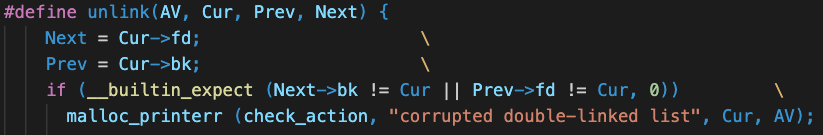 #define unlink(AV, Cur, Prev, Next) {
Next = Cur->fd; \
Prev = Cur->bk; \
if (__builtin_expect (Next->bk != Cur || Prev->fd != Cur, 0)) \
malloc_printerr (check_action, "corrupted double-linked list", Cur, AV);